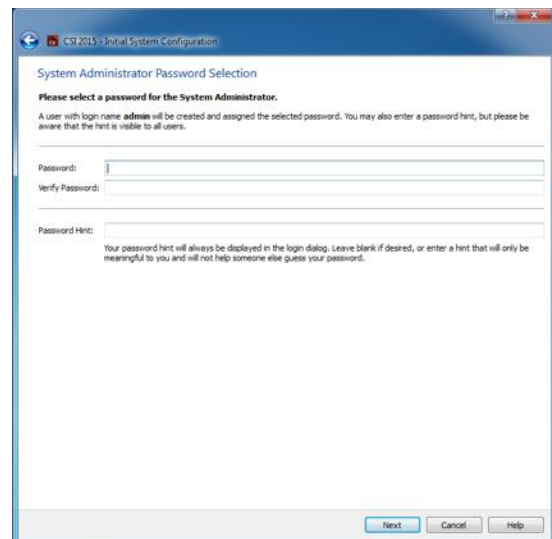 CSI 2015 - Initial System Configuration
System Administrator Password Selection
Please select a password for the System Administrator.
A user with login name admin will be created and assigned the selected password. You may also enter a password hint, but please be
aware that the hint is visible to all users.
Password:
Verify Password:
Password Hint:
Your password hint will always be displayed in the login dialog. Leave blank if desired, or enter a hint that will only be
meaningful to you and will not help someone else guess your password.
Next
Cancel
Help